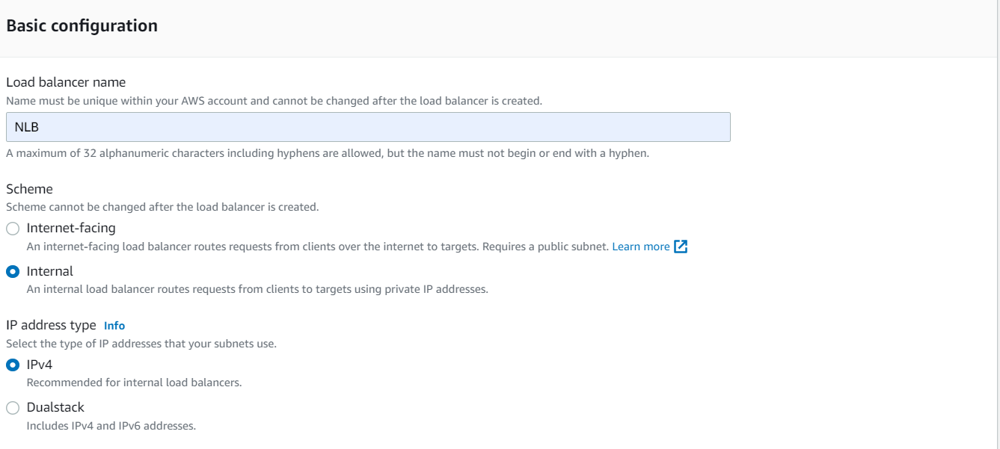 Basic configuration
Load balancer name
Name must be unique within your AWS account and cannot be changed after the load balancer is created.
NLB
A maximum of 32 alphanumeric characters including hyphens are allowed, but the name must not begin or end with a hyphen.
Scheme
Scheme cannot be changed after the load balancer is created.
Internet-facing
An internet-facing load balancer routes requests from clients over the internet to targets. Requires a public subnet. Learn more
Internal
An internal load balancer routes requests from clients to targets using private IP addresses.
IP address type Info
Select the type of IP addresses that your subnets use.
IPv4
Recommended for internal load balancers.
Dualstack
Includes IPv4 and IPv6 addresses.